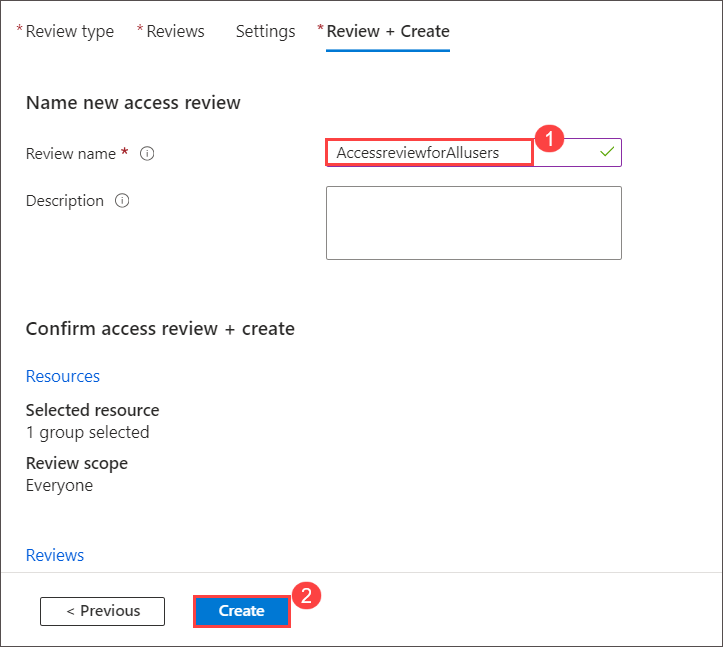 * Review type * Reviews Settings * Review + Create
Name new access review
Review name * AccessreviewforAllusers 1
Description
Confirm access review + create
Resources
Selected resource
1 group selected
Review scope
Everyone
Reviews
< Previous Create 2